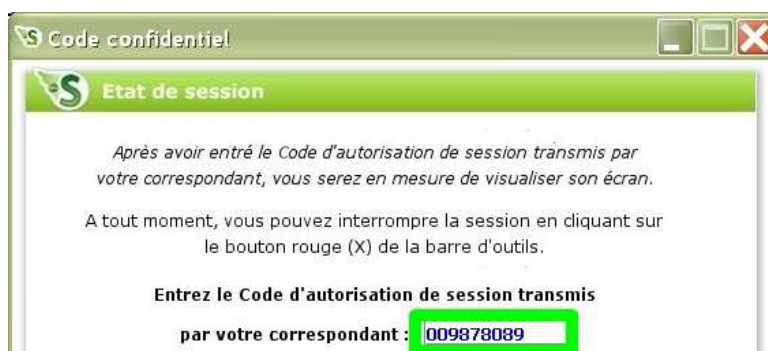 Code confidentiel
Etat de session
Après avoir entré le Code d'autorisation de session transmis par
votre correspondant, vous serez en mesure de visualiser son écran.
A tout moment, vous pouvez interrompre la session en cliquant sur
le bouton rouge (X) de la barre d'outils.
Entrez le Code d'autorisation de session transmis
par votre correspondant : 009878089